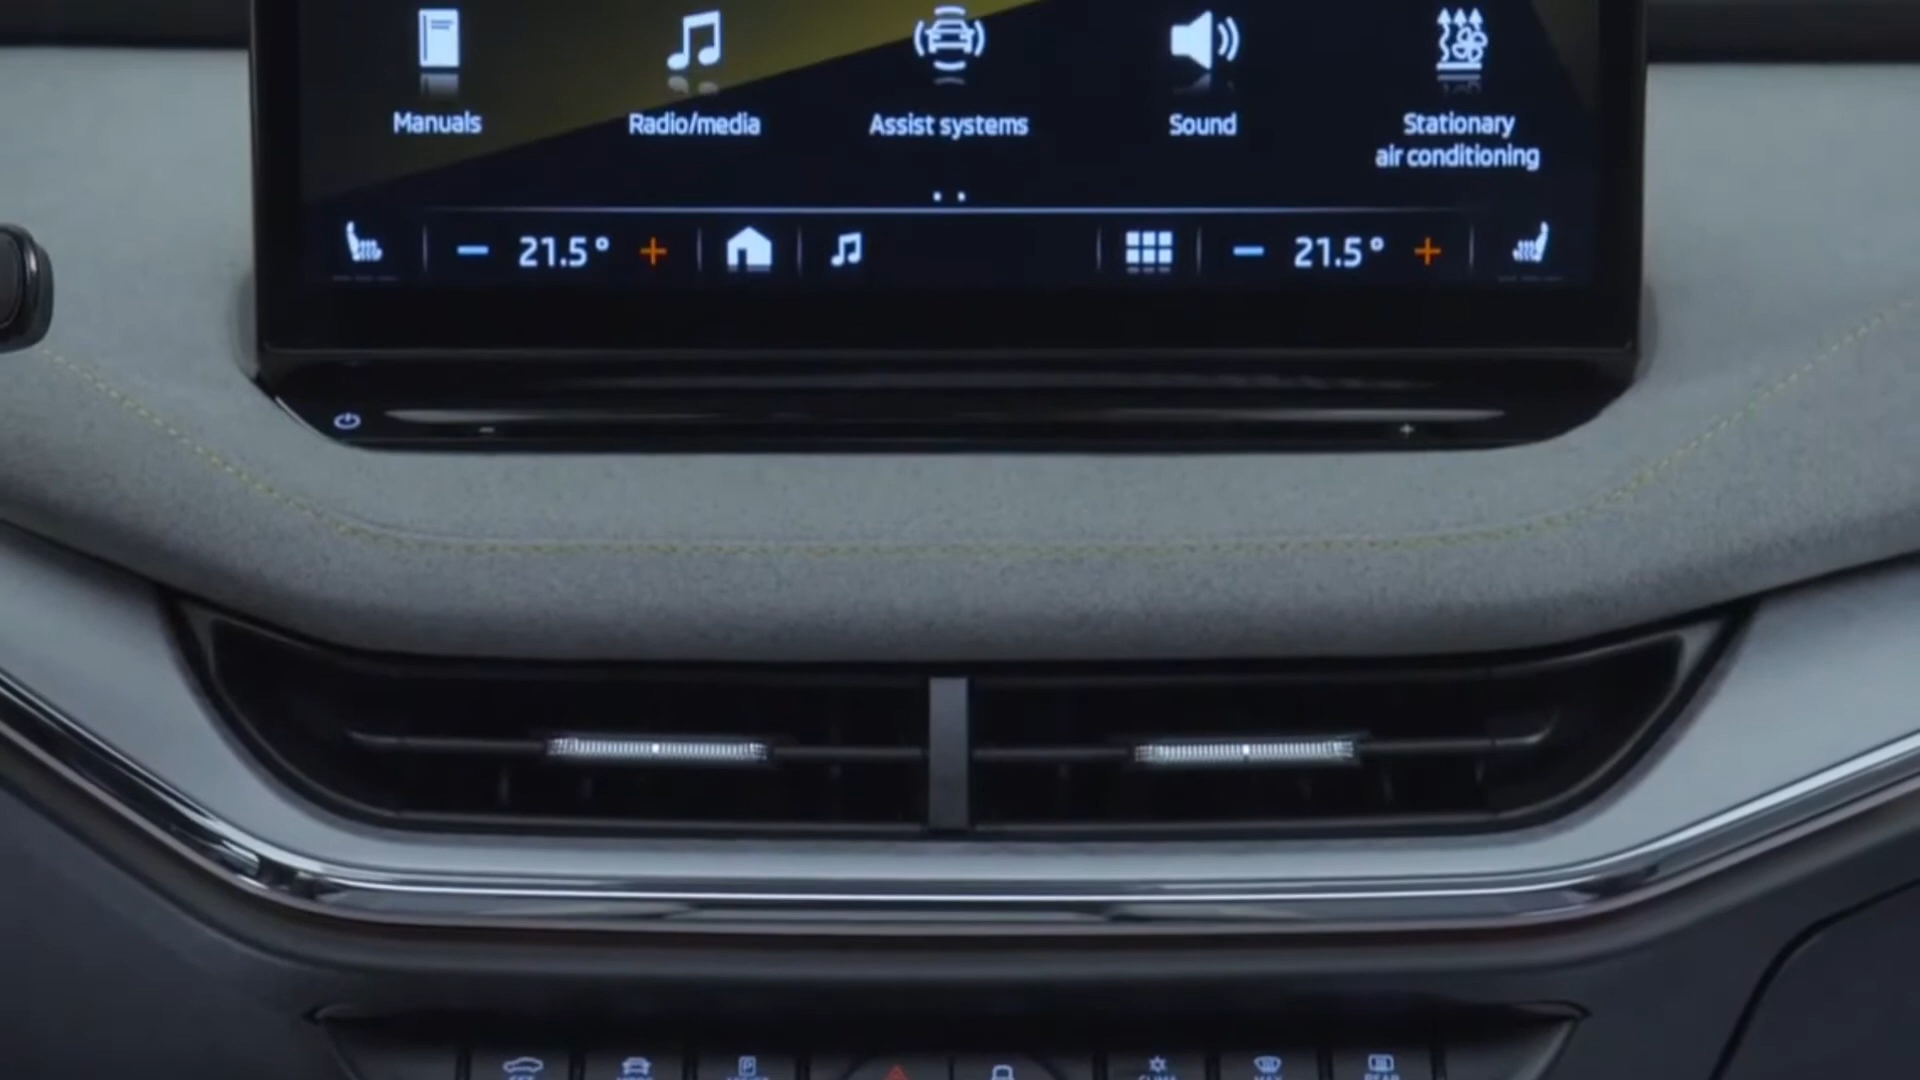 Manuals
Radio/media
Assist systems
Sound
Stationary
air conditioning
21.5°
21.5°